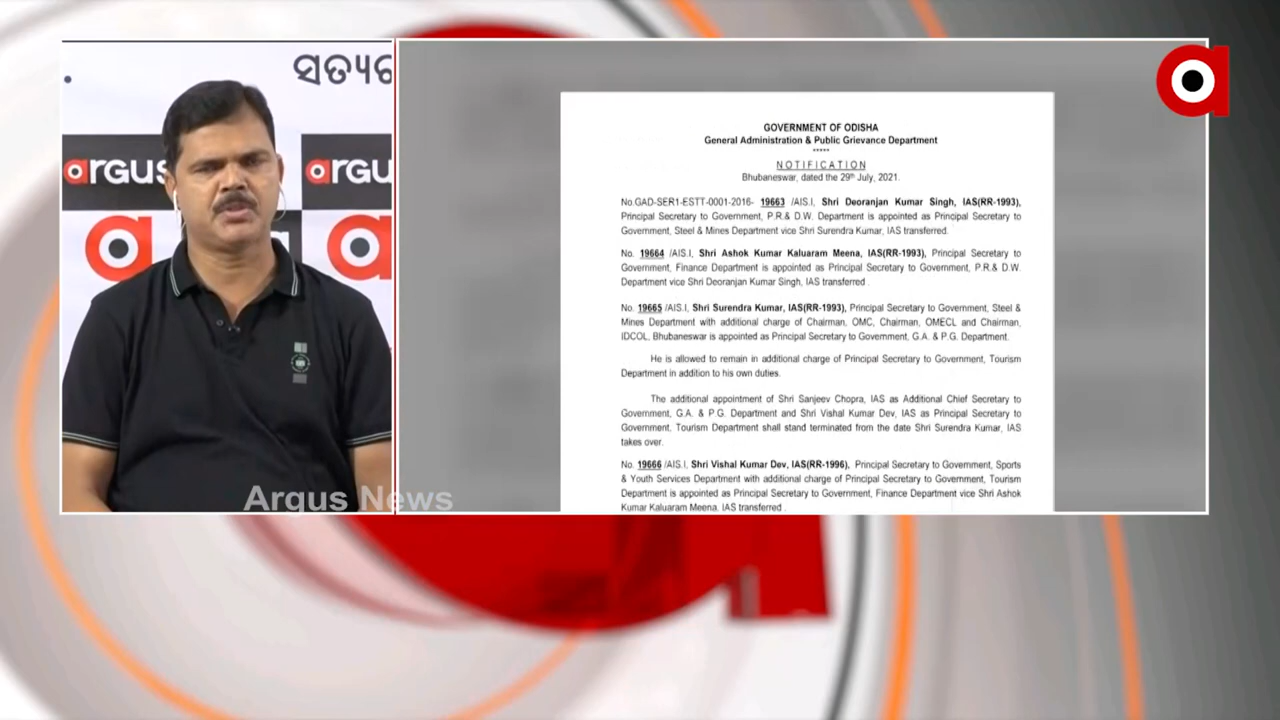 ସତ୍ୟର
argus
argus
GOVERNMENT OF ODISHA
General Administration & Public Grievance Department
*****
NOTIFICATION
Bhubaneswar, dated the 29th July, 2021.
No.GAD-SER1-ESTT-0001-2016- 19663 /AIS.I, Shri Deoranjan Kumar Singh, IAS(RR-1993),
Principal Secretary to Government, P.R.& D.W. Department is appointed as Principal Secretary to
Government, Steel & Mines Department vice Shri Surendra Kumar, IAS transferred.
No. 19664 /AIS.I, Shri Ashok Kumar Kaluaram Meena, IAS(RR-1993), Principal Secretary to
Government, Finance Department is appointed as Principal Secretary to Government, P.R.& D.W.
Department vice Shri Deoranjan Kumar Singh, IAS transferred .
No. 19665 /AIS.I, Shri Surendra Kumar, IAS(RR-1993), Principal Secretary to Government, Steel &
Mines Department with additional charge of Chairman, OMC, Chairman, OMECL and Chairman,
IDCOL, Bhubaneswar is appointed as Principal Secretary to Government, G.A. & P.G. Department.
He is allowed to remain in additional charge of Principal Secretary to Government, Tourism
Department in addition to his own duties.
The additional appointment of Shri Sanjeev Chopra, IAS as Additional Chief Secretary to
Government, G.A. & P.G. Department and Shri Vishal Kumar Dev, IAS as Principal Secretary to
Government, Tourism Department shall stand terminated from the date Shri Surendra Kumar, IAS
takes over.
No. 19666 /AIS.I, Shri Vishal Kumar Dev, IAS(RR-1996), Principal Secretary to Government, Sports
& Youth Services Department with additional charge of Principal Secretary to Government, Tourism
Department is appointed as Principal Secretary to Government, Finance Department vice Shri Ashok
Kumar Kaluaram Meena, IAS transferred .
Argus News